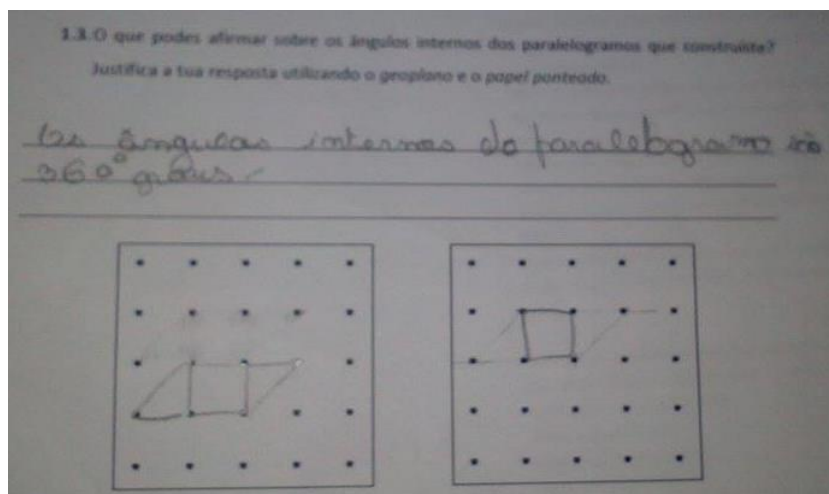 1.3.O que podes afirmar sobre os ângulos internos dos paralelogramos que construíste?
Justifica a tua resposta utilizando o geoplano e o papel ponteado.
Os ângulos internos do paralelogramo são
360° graus.